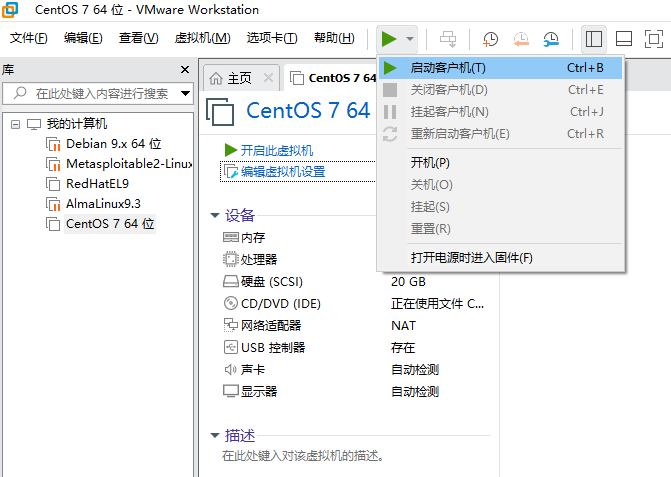 CentOS 7 64 位 - VMware Workstation
文件(F) 编辑(E) 查看(V) 虚拟机(M) 选项卡(T) 帮助(H)
库
在此处键入内容进行搜索
我的计算机
Debian 9.x 64 位
Metasploitable2-Linux
RedHatEL9
AlmaLinux9.3
CentOS 7 64 位
主页
CentOS 7 64
CentOS 7 64
开启此虚拟机
编辑虚拟机设置
设备
内存
处理器
硬盘 (SCSI) 20 GB
CD/DVD (IDE) 正在使用文件 C...
网络适配器 NAT
USB 控制器 存在
声卡 自动检测
显示器 自动检测
描述
在此处键入对该虚拟机的描述。
启动客户机(T) Ctrl+B
关闭客户机(D) Ctrl+E
挂起客户机(N) Ctrl+J
重新启动客户机(E) Ctrl+R
开机(P)
关机(O)
挂起(S)
重置(R)
打开电源时进入固件(F)